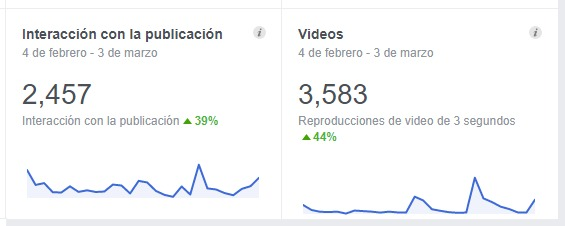 Interacción con la publicación
4 de febrero - 3 de marzo
2,457
Interacción con la publicación ▲ 39%
Videos
4 de febrero - 3 de marzo
3,583
Reproducciones de video de 3 segundos
▲ 44%